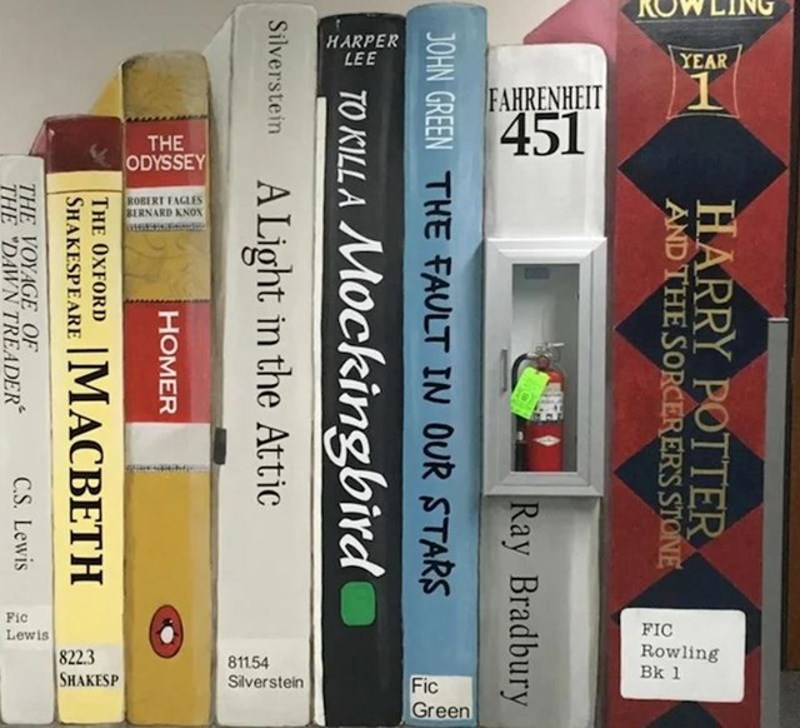 THE VOYAGE OF
THE "DAWN TREADER"
C.S. Lewis
Fic
Lewis
THE OXFORD
SHAKESPEARE
MACBETH
822.3
SHAKESP
THE
ODYSSEY
ROBERT EAGLES
BERNARD KNOX
HOMER
Silverstein
A Light in the Attic
811.54
Silverstein
HARPER
LEE
TO KILL A Mockingbird
JOHN GREEN THE FAULT IN OUR STARS
Fic
Green
FAHRENHEIT
451
Ray Bradbury
ROWLING
YEAR
1
HARRY POTTER
AND THE SORCERER'S STONE
FIC
Rowling
Bk 1